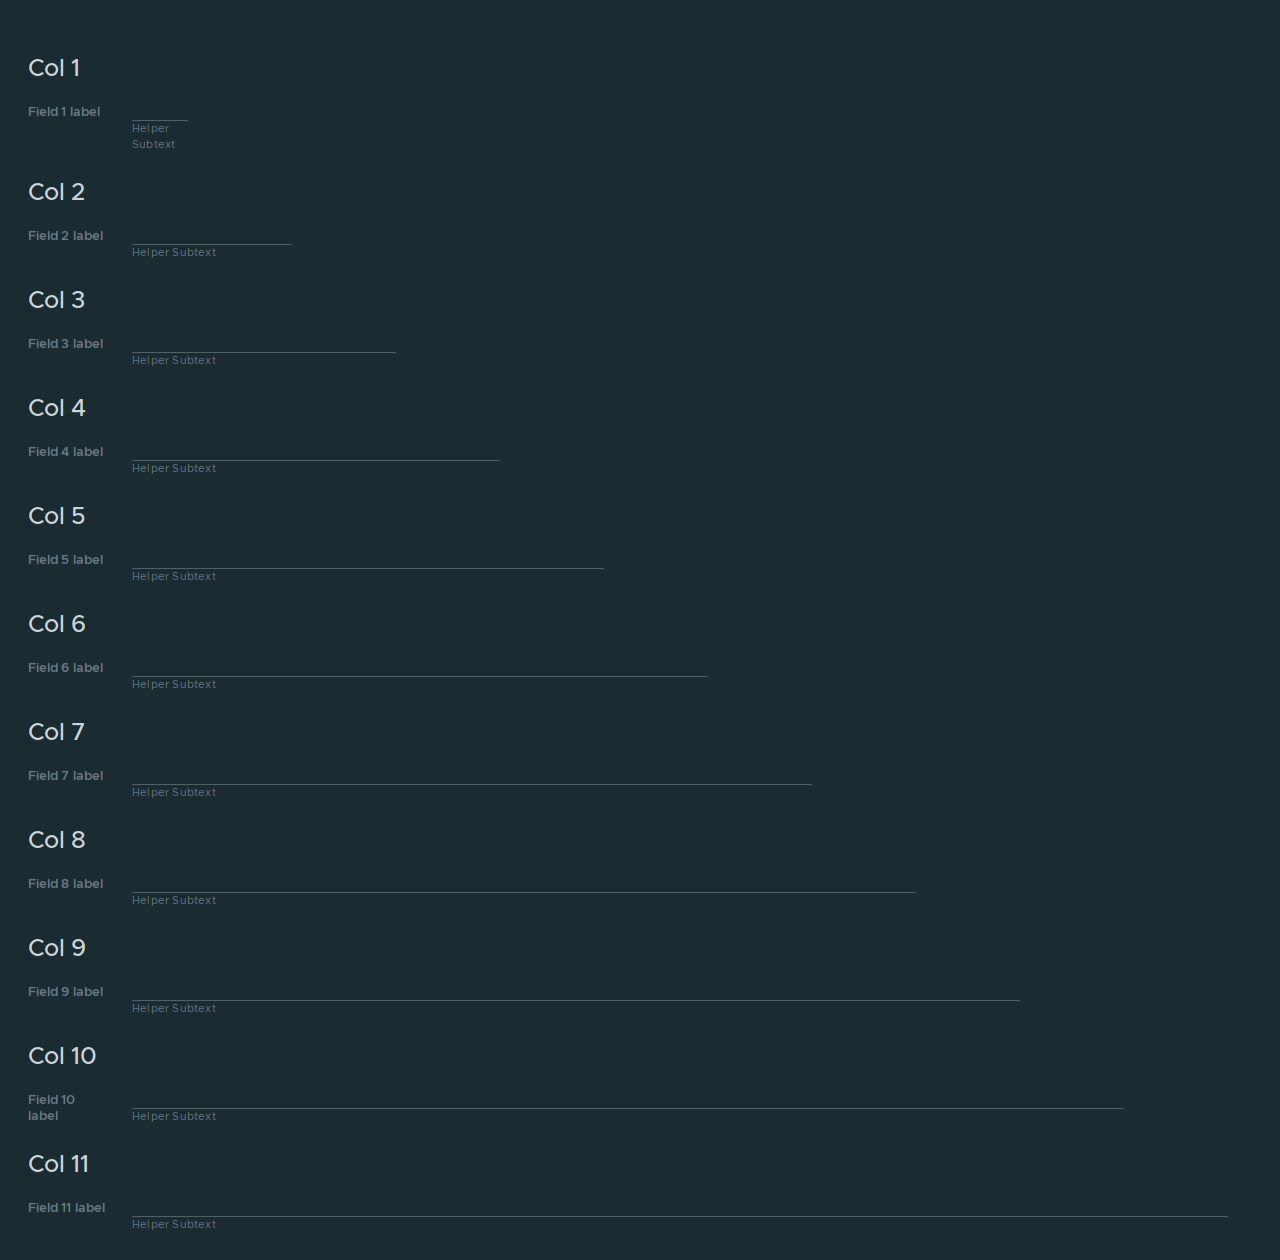 Col 1
Field 1 label
Helper
Subtext
Col 2
Field 2 label
Helper Subtext
Col 3
Field 3 label
Helper Subtext
Col 4
Field 4 label
Helper Subtext
Col 5
Field 5 label
Helper Subtext
Col 6
Field 6 label
Helper Subtext
Col 7
Field 7 label
Helper Subtext
Col 8
Field 8 label
Helper Subtext
Col 9
Field 9 label
Helper Subtext
Col 10
Field 10
label
Helper Subtext
Col 11
Field 11 label
Helper Subtext